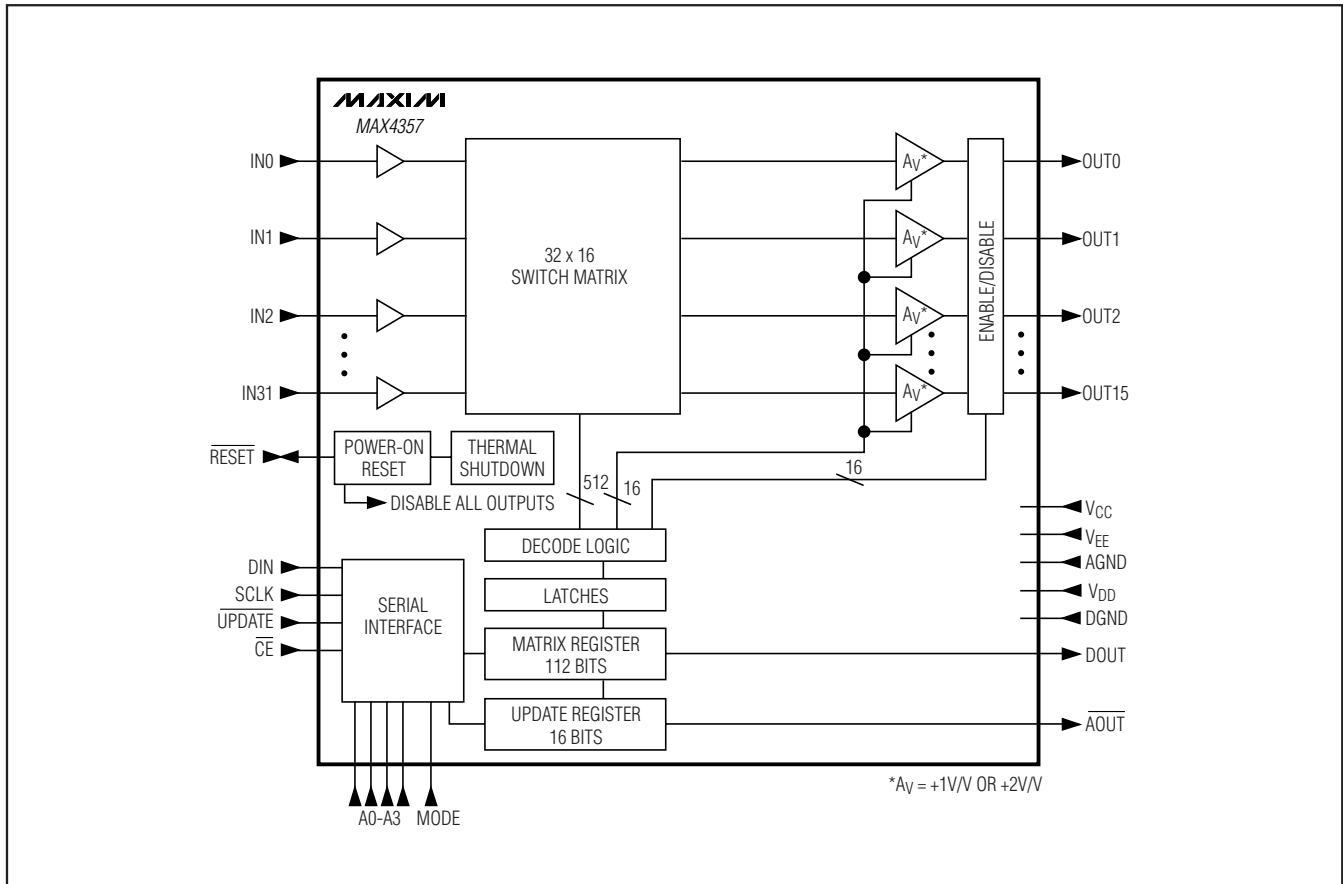 MAXIM
MAX4357
IN0
IN1
IN2
IN31
32 x 16
SWITCH MATRIX
AV*
AV*
AV*
AV*
ENABLE/DISABLE
OUT0
OUT1
OUT2
OUT15
RESET
POWER-ON
RESET
THERMAL
SHUTDOWN
DISABLE ALL OUTPUTS
512
16
16
DECODE LOGIC
LATCHES
MATRIX REGISTER
112 BITS
UPDATE REGISTER
16 BITS
DIN
SCLK
UPDATE
CE
SERIAL
INTERFACE
VCC
VEE
AGND
VDD
DGND
DOUT
AOUT
A0-A3
MODE
*AV = +1V/V OR +2V/V